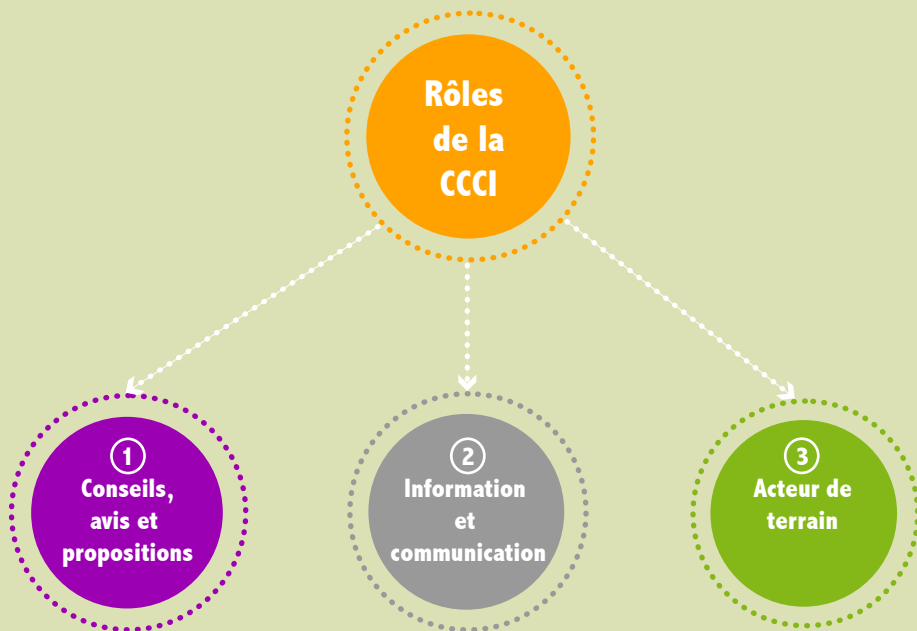 Rôles
de la
CCCI
1
Conseils,
avis et
propositions
2
Information
et
communication
3
Acteur de
terrain